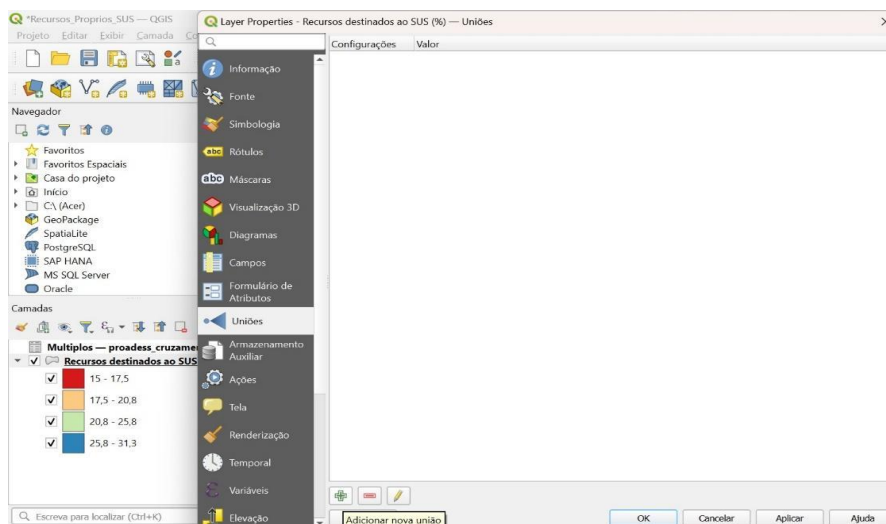 *Recursos_Proprios_SUS — QGIS
Projeto Editar Exibir Camada Co
Navegador
Favoritos
Favoritos Espaciais
Casa do projeto
Início
C:\ (Acer)
GeoPackage
SpatiaLite
PostgreSQL
SAP HANA
MS SQL Server
Oracle
Camadas
Multiplos — proadess_cruzame
Recursos destinados ao SUS
15 - 17,5
17,5 - 20,8
20,8 - 25,8
25,8 - 31,3
Escreva para localizar (Ctrl+K)
Layer Properties - Recursos destinados ao SUS (%) — Uniões
Informação
Fonte
Simbologia
abc Rótulos
abc Máscaras
Visualização 3D
Diagramas
Campos
Formulário de
Atributos
Uniões
Armazenamento
Auxiliar
Ações
Tela
Renderização
Temporal
Variáveis
Elevação
Configurações Valor
Adicionar nova união
OK Cancelar Aplicar Ajuda